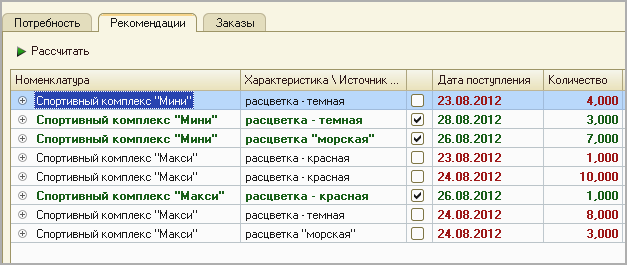 Потребность Рекомендации Заказы
Рассчитать
Номенклатура Характеристика \ Источник ... Дата поступления Количество
Спортивный комплекс "Мини" расцветка - темная 23.08.2012 4,000
Спортивный комплекс "Мини" расцветка - темная 28.08.2012 3,000
Спортивный комплекс "Мини" расцветка "морская" 26.08.2012 7,000
Спортивный комплекс "Макси" расцветка - красная 23.08.2012 1,000
Спортивный комплекс "Макси" расцветка - красная 24.08.2012 10,000
Спортивный комплекс "Макси" расцветка - красная 26.08.2012 1,000
Спортивный комплекс "Макси" расцветка - темная 24.08.2012 8,000
Спортивный комплекс "Макси" расцветка "морская" 24.08.2012 3,000